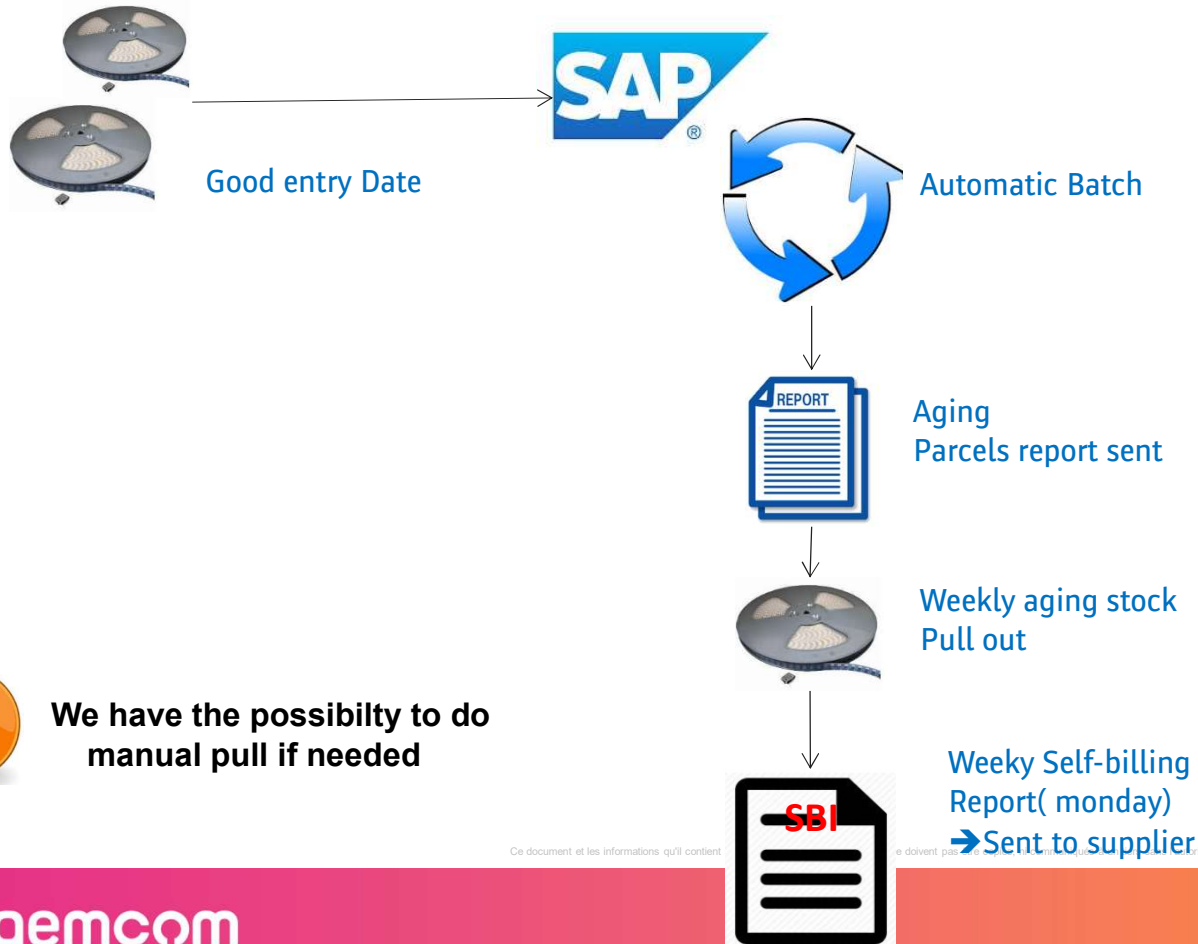 SAP
®
Good entry Date
Automatic Batch
REPORT
Aging
Parcels report sent
Weekly aging stock
Pull out
We have the possibilty to do
manual pull if needed
Weeky Self-billing
Report( monday)
➔Sent to supplier
SBI
Ce document et les informations qu'il contient
e doivent pas
emcom